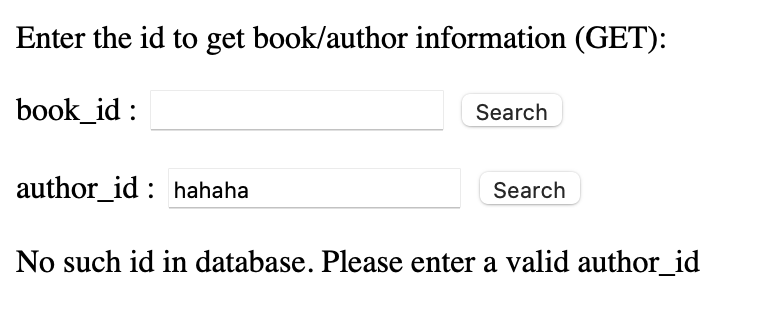 Enter the id to get book/author information (GET):
book_id : Search
author_id : hahaha Search
No such id in database. Please enter a valid author_id